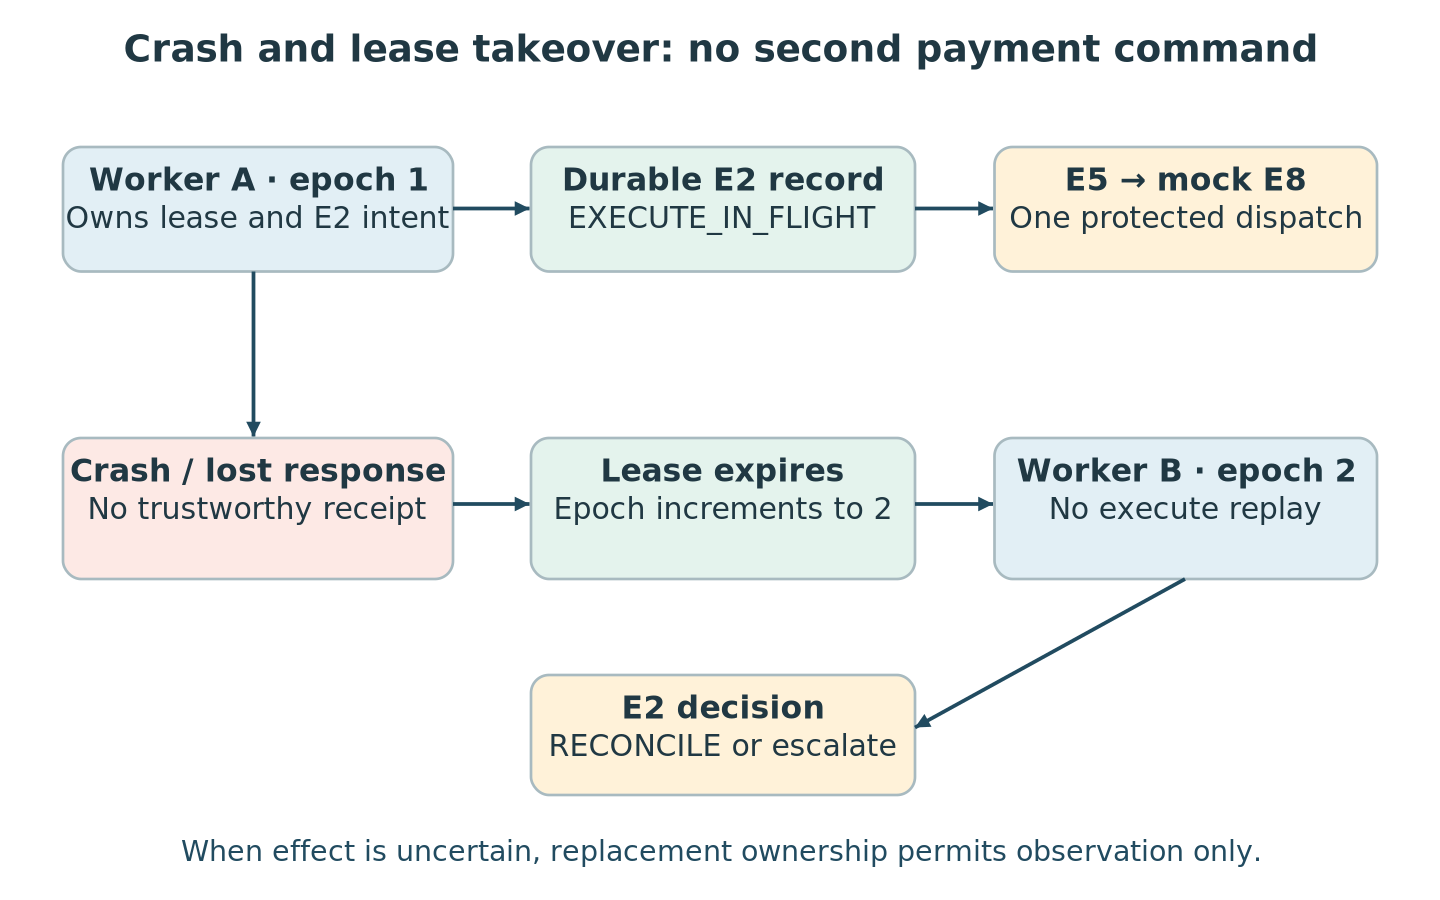 Crash and lease takeover: no second payment command
Worker A · epoch 1
Owns lease and E2 intent
Durable E2 record
EXECUTE_IN_FLIGHT
E5 → mock E8
One protected dispatch
Crash / lost response
No trustworthy receipt
Lease expires
Epoch increments to 2
Worker B · epoch 2
No execute replay
E2 decision
RECONCILE or escalate
When effect is uncertain, replacement ownership permits observation only.